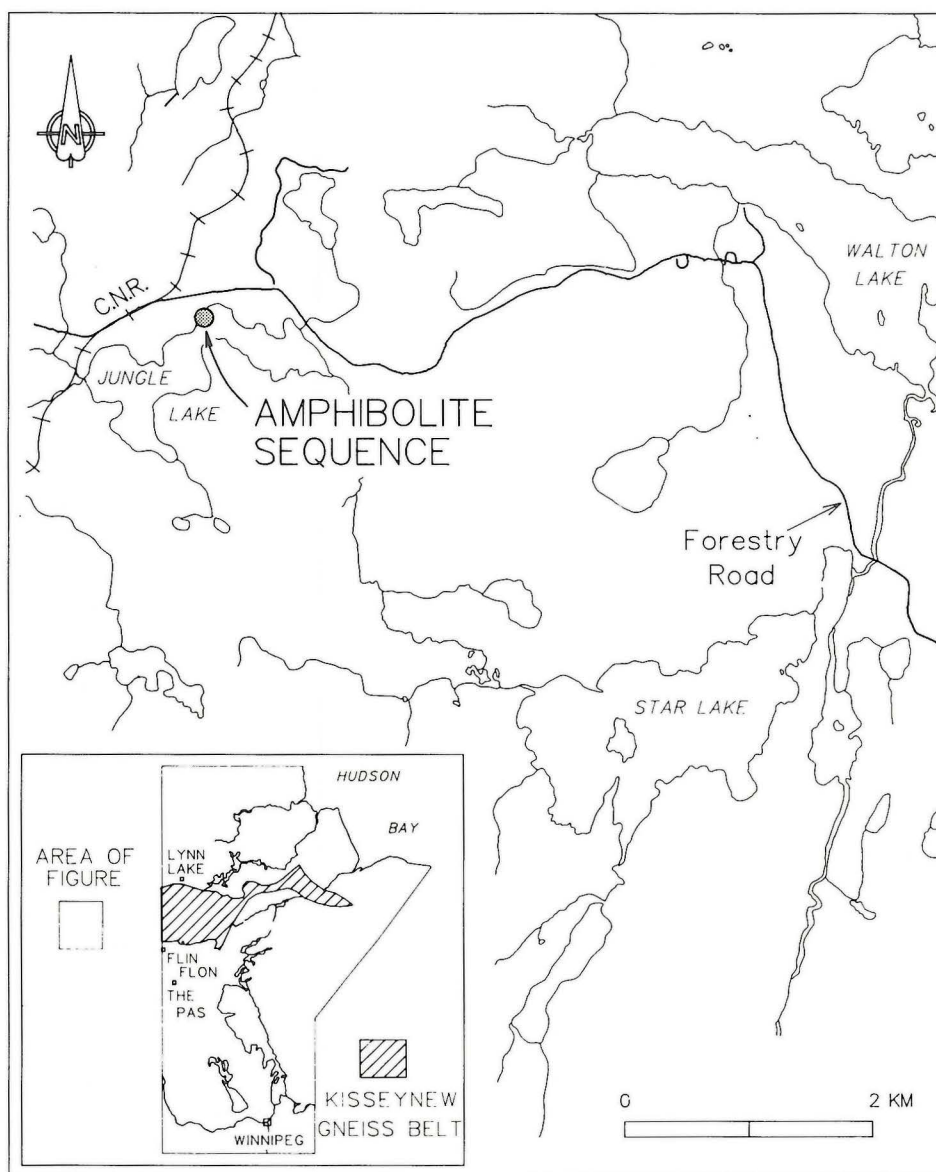 N
C.N.R.
WALTON
LAKE
JUNGLE
LAKE
AMPHIBOLITE
SEQUENCE
Forestry
Road
STAR LAKE
HUDSON
BAY
LYNN
LAKE
AREA OF
FIGURE
FLIN
FLON
THE
PAS
KISSEYNEW
GNEISS BELT
WINNIPEG
0 2 KM